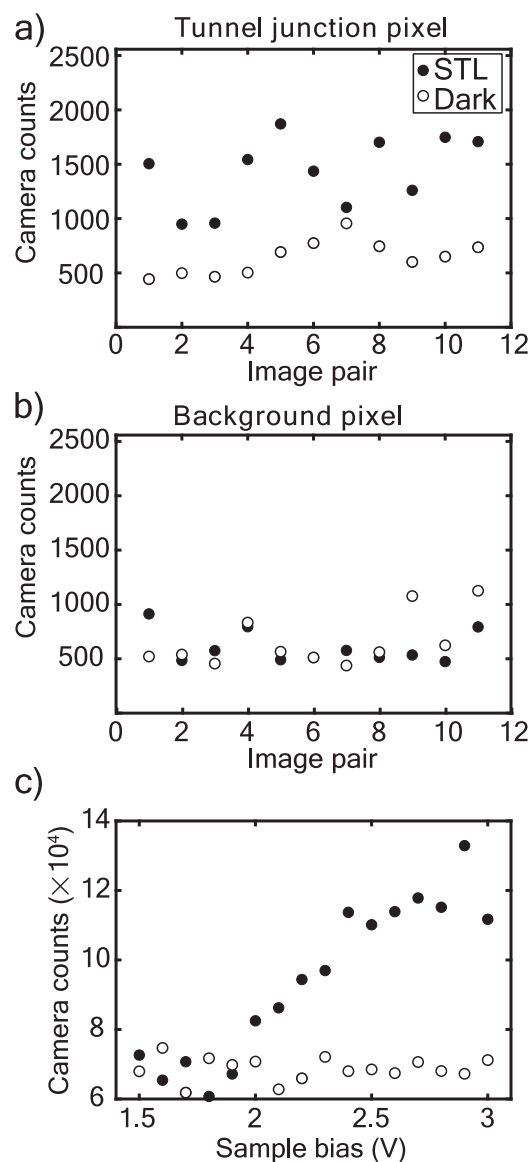 a)
Tunnel junction pixel
2500
2000
1500
1000
500
Camera counts
STL
Dark
0 2 4 6 8 10 12
Image pair
b)
Background pixel
2500
2000
1500
1000
500
Camera counts
0 2 4 6 8 10 12
Image pair
c)
14
12
10
8
6
Camera counts (×10⁴)
1.5 2 2.5 3
Sample bias (V)